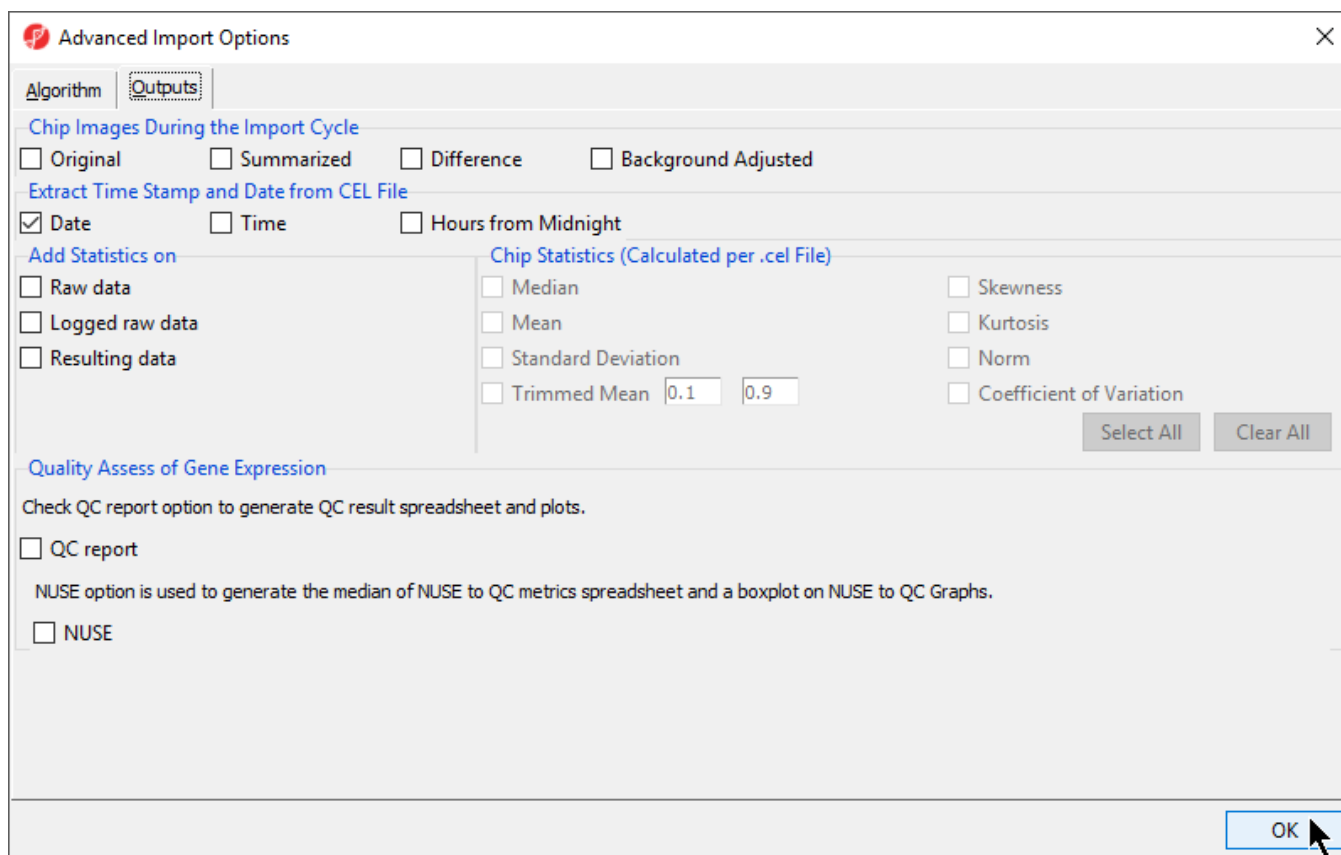 Advanced Import Options
Algorithm Outputs
Chip Images During the Import Cycle
Original Summarized Difference Background Adjusted
Extract Time Stamp and Date from CEL File
Date Time Hours from Midnight
Add Statistics on Chip Statistics (Calculated per .cel File)
Raw data Median Skewness
Logged raw data Mean Kurtosis
Resulting data Standard Deviation Norm
Trimmed Mean 0.1 0.9 Coefficient of Variation
Select All Clear All
Quality Assess of Gene Expression
Check QC report option to generate QC result spreadsheet and plots.
QC report
NUSE option is used to generate the median of NUSE to QC metrics spreadsheet and a boxplot on NUSE to QC Graphs.
NUSE
OK